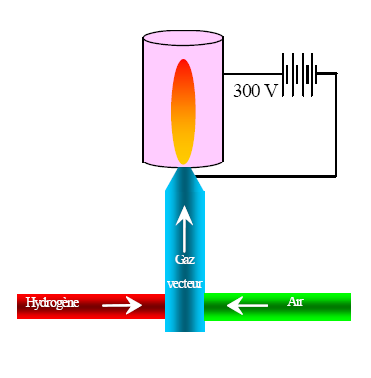 300 V
Gaz
vecteur
Hydrogène
Air